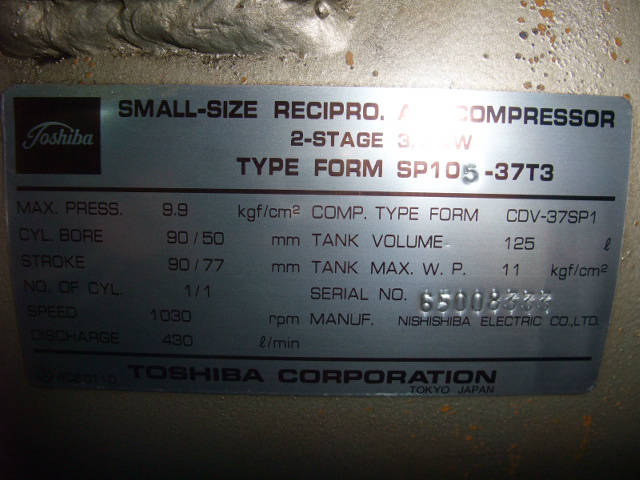 Toshiba
SMALL-SIZE RECIPRO. COMPRESSOR
2-STAGE
TYPE FORM SP105-37T3
MAX. PRESS. 9.9 kgf/cm² COMP. TYPE FORM CDV-37SP1
CYL. BORE 90/50 mm TANK VOLUME 125 ℓ
STROKE 90/77 mm TANK MAX. W. P. 11 kgf/cm²
NO. OF CYL. 1/1 SERIAL NO.
SPEED 1030 rpm MANUF. NISHISHIBA ELECTRIC CO.,LTD.
DISCHARGE 430 ℓ/min
TOSHIBA CORPORATION
TOKYO JAPAN